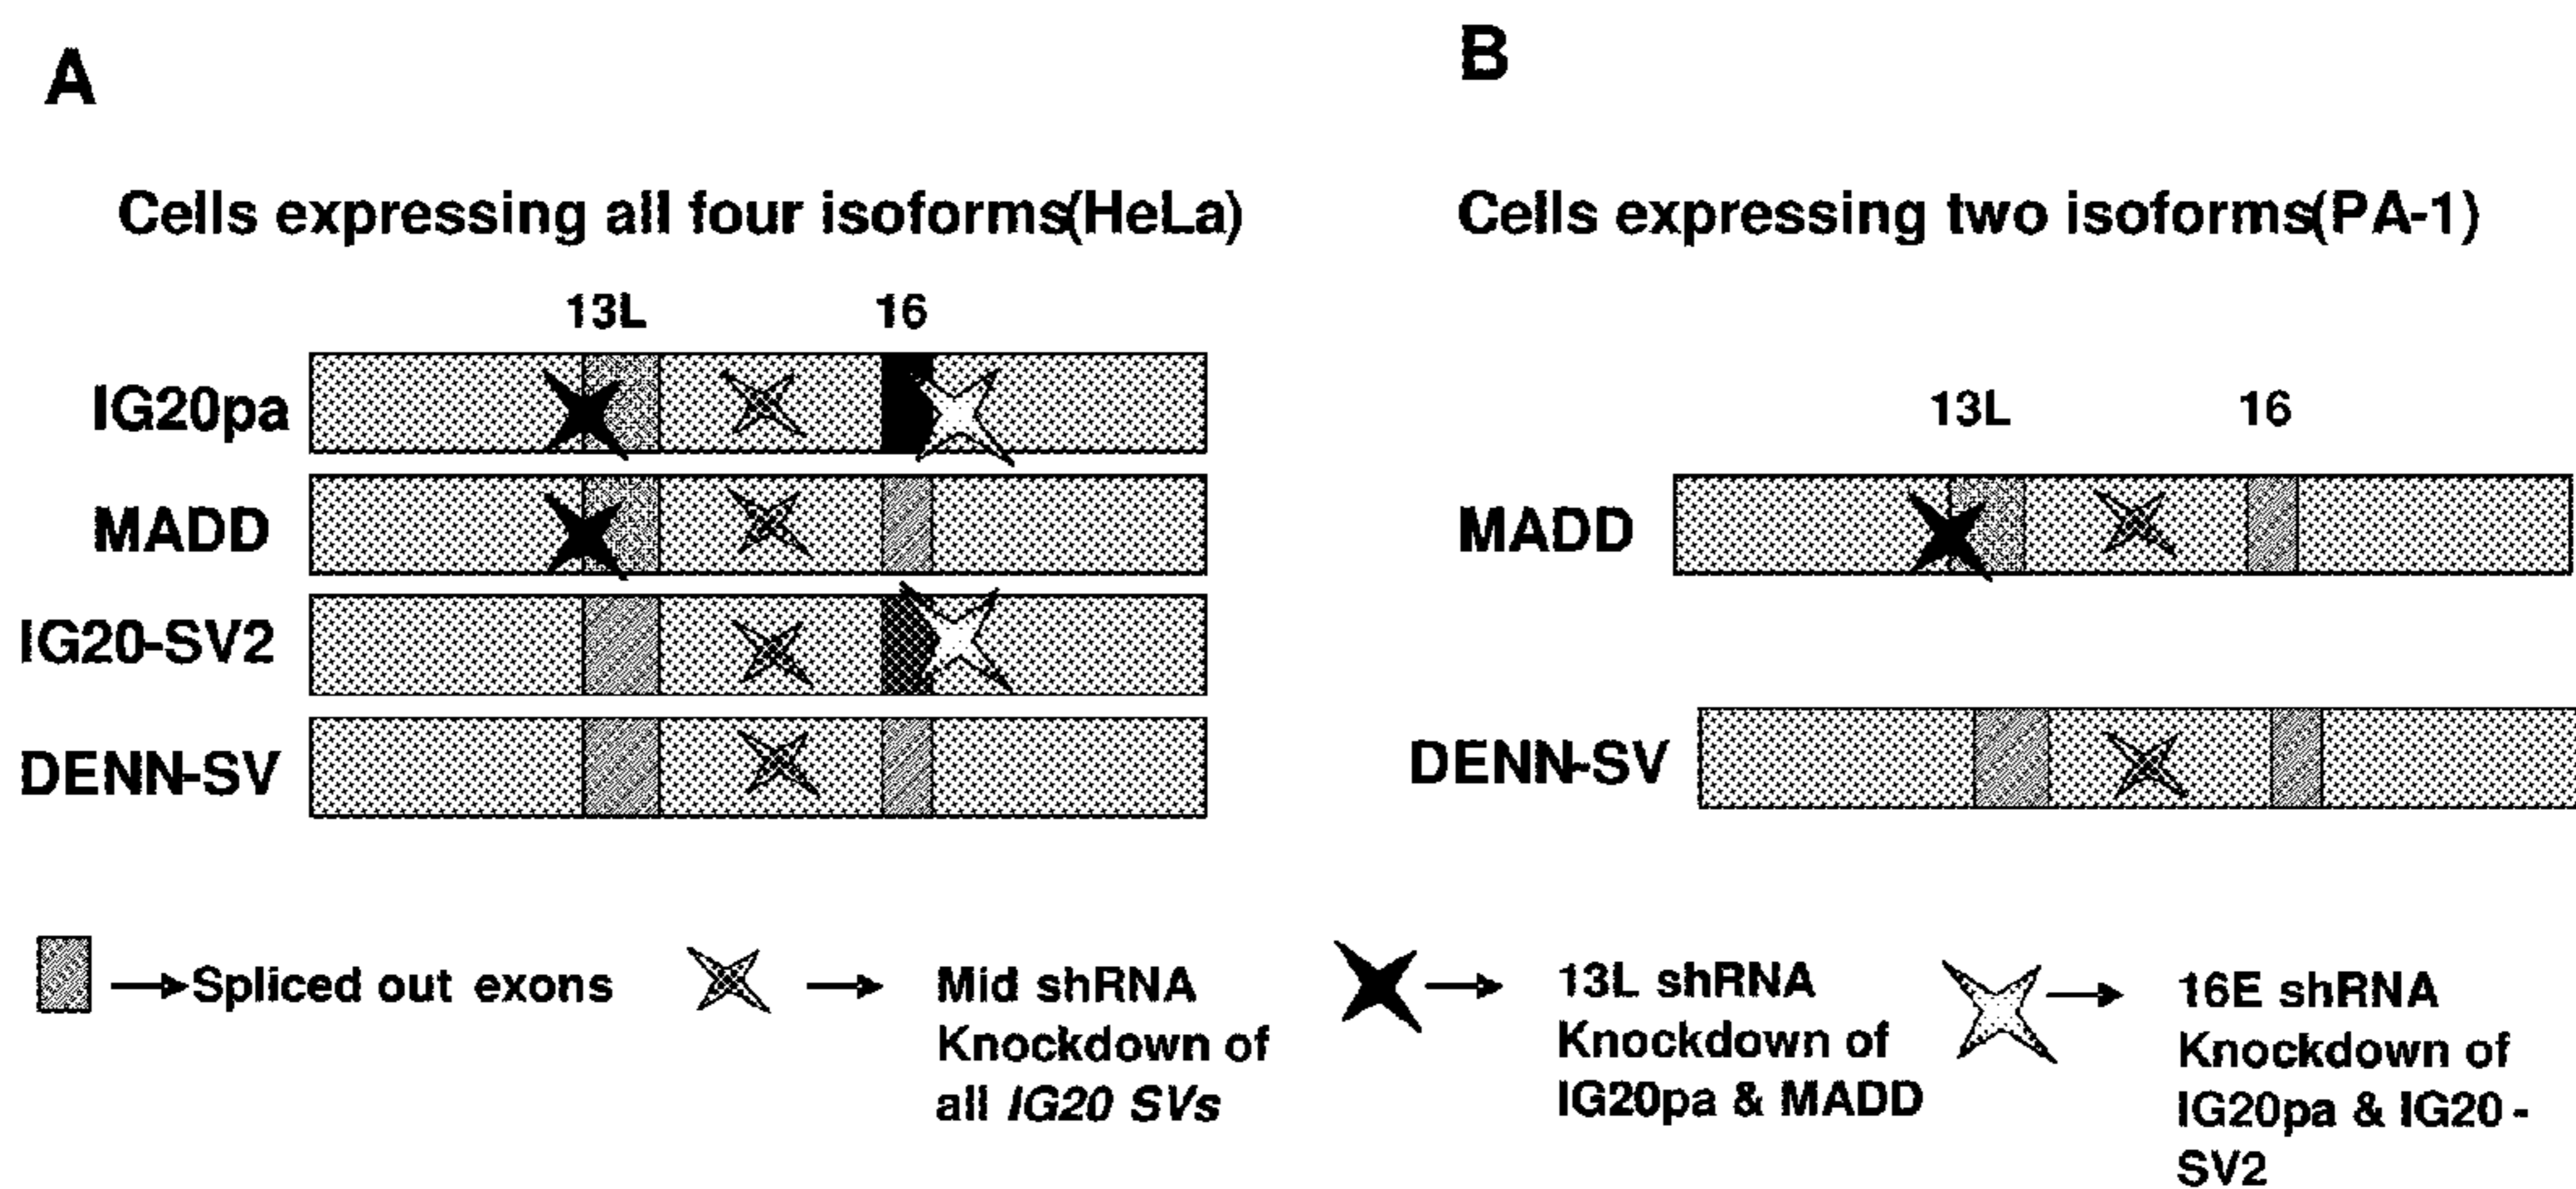 A
Cells expressing all four isoforms(HeLa)
13L 16
IG20pa
MADD
IG20-SV2
DENN-SV
B
Cells expressing two isoforms(PA-1)
13L 16
MADD
DENN-SV
Spliced out exons
Mid shRNA
Knockdown of
all IG20 SVs
13L shRNA
Knockdown of
IG20pa & MADD
16E shRNA
Knockdown of
IG20pa & IG20-
SV2